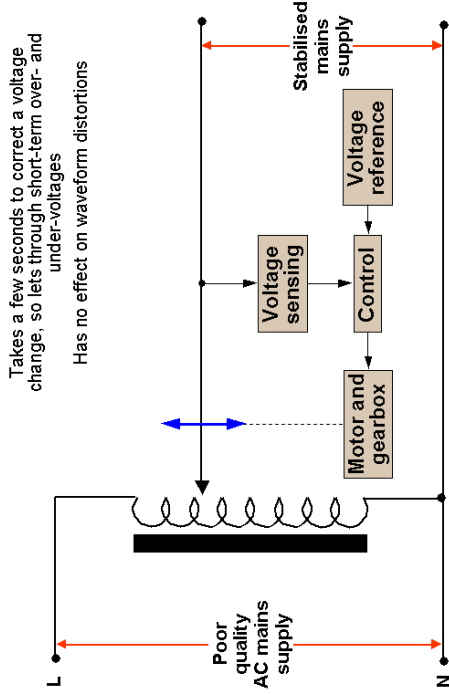 Takes a few seconds to correct a voltage
change, so lets through short-term over- and
under-voltages
Has no effect on waveform distortions
L
Poor
quality
AC mains
supply
N
Motor and
gearbox
Voltage
sensing
Control
Voltage
reference
Stabilised
mains
supply